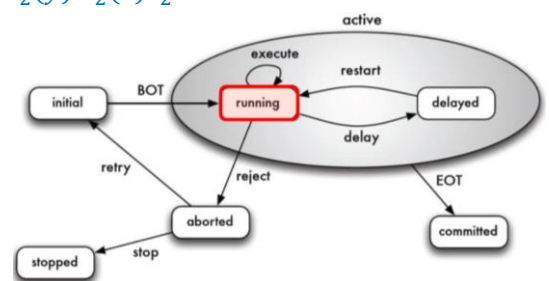 active
execute
restart
initial
BOT
running
delayed
delay
retry
reject
EOT
aborted
committed
stop
stopped